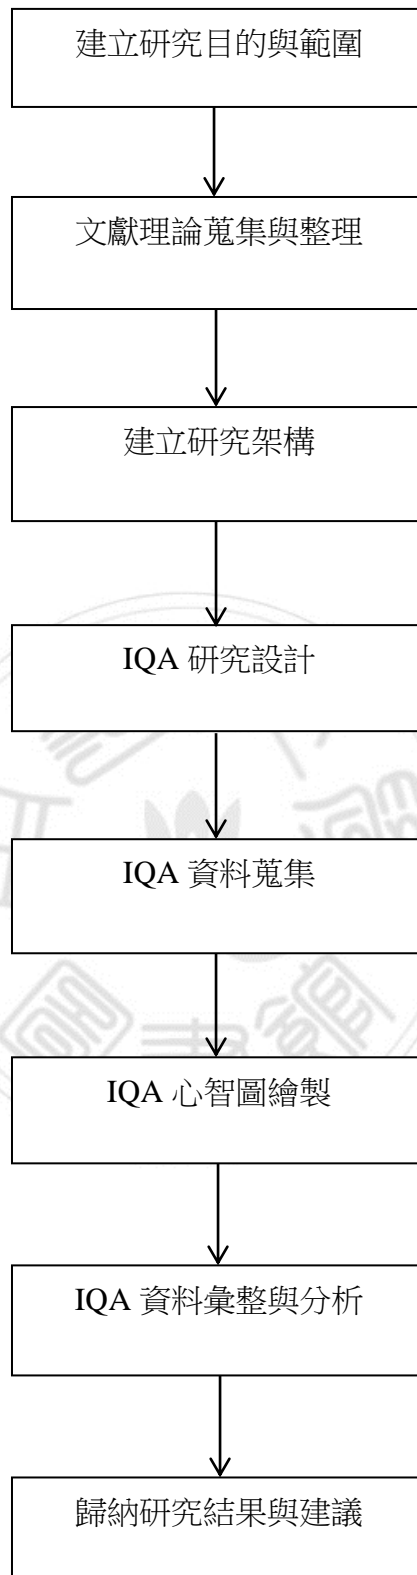 建立研究目的與範圍
文獻理論蒐集與整理
建立研究架構
IQA 研究設計
IQA 資料蒐集
IQA 心智圖繪製
IQA 資料彙整與分析
歸納研究結果與建議